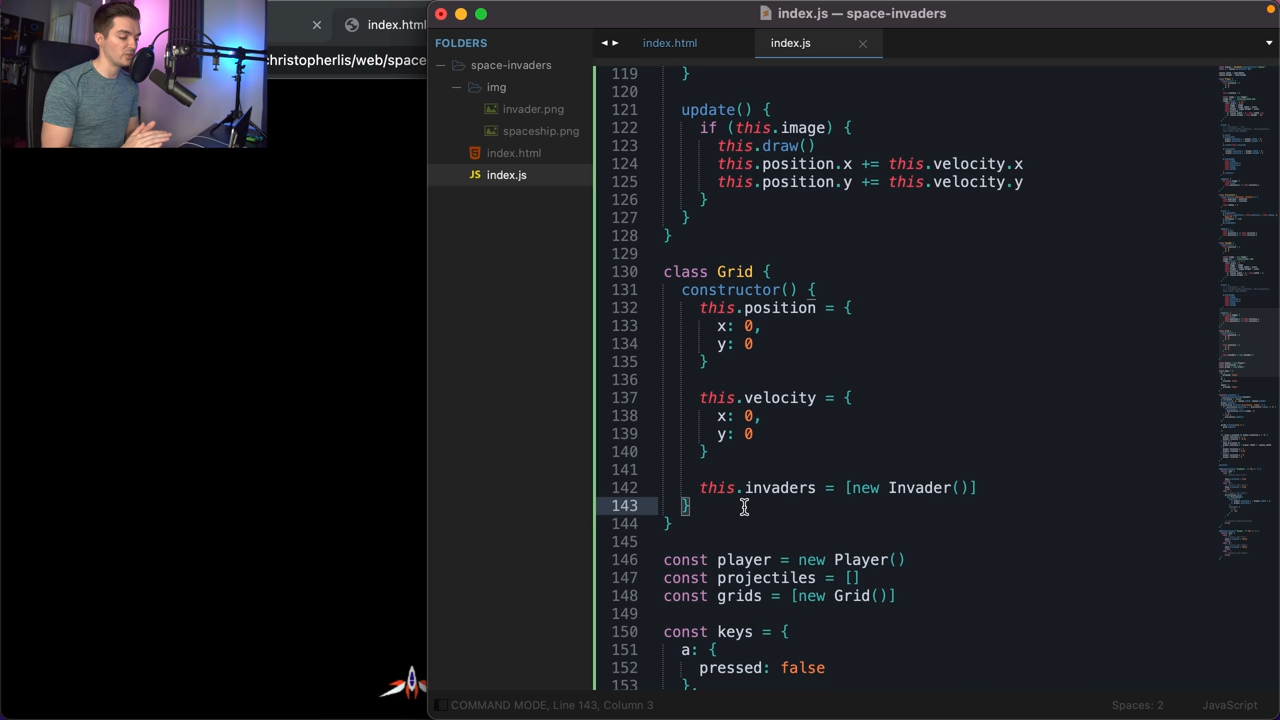 index.html
christopherlis/web/space
index.js — space-invaders
FOLDERS
space-invaders
img
invader.png
spaceship.png
index.html
JS index.js
index.html
index.js
119 }
120
121 update() {
122 if (this.image) {
123 this.draw()
124 this.position.x += this.velocity.x
125 this.position.y += this.velocity.y
126 }
127 }
128 }
129
130 class Grid {
131 constructor() {
132 this.position = {
133 x: 0,
134 y: 0
135 }
136
137 this.velocity = {
138 x: 0,
139 y: 0
140 }
141
142 this.invaders = [new Invader()]
143 }
144 }
145
146 const player = new Player()
147 const projectiles = []
148 const grids = [new Grid()]
149
150 const keys = {
151 a: {
152 pressed: false
153 },
COMMAND MODE, Line 143, Column 3
Spaces: 2
JavaScript